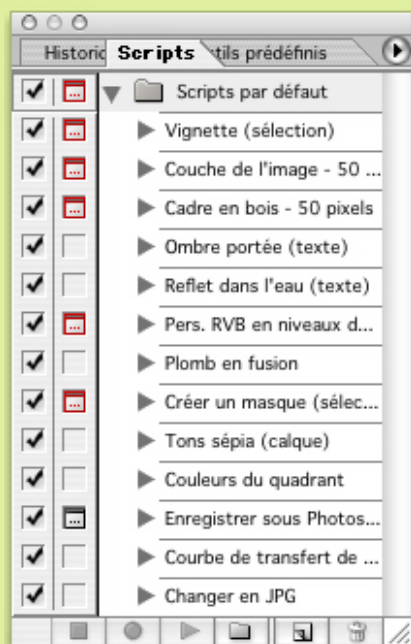 Historic Scripts tils prédéfinis
Scripts par défaut
Vignette (sélection)
Couche de l'image - 50 ...
Cadre en bois - 50 pixels
Ombre portée (texte)
Reflet dans l'eau (texte)
Pers. RVB en niveaux d...
Plomb en fusion
Créer un masque (sélec...
Tons sépia (calque)
Couleurs du quadrant
Enregistrer sous Photos...
Courbe de transfert de ...
Changer en JPG